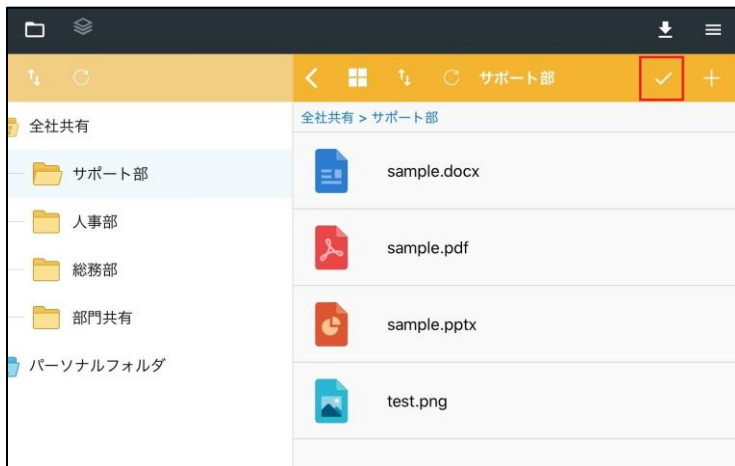 サポート部
全社共有
サポート部
人事部
総務部
部門共有
パーソナルフォルダ
全社共有 > サポート部
sample.docx
sample.pdf
sample.pptx
test.png